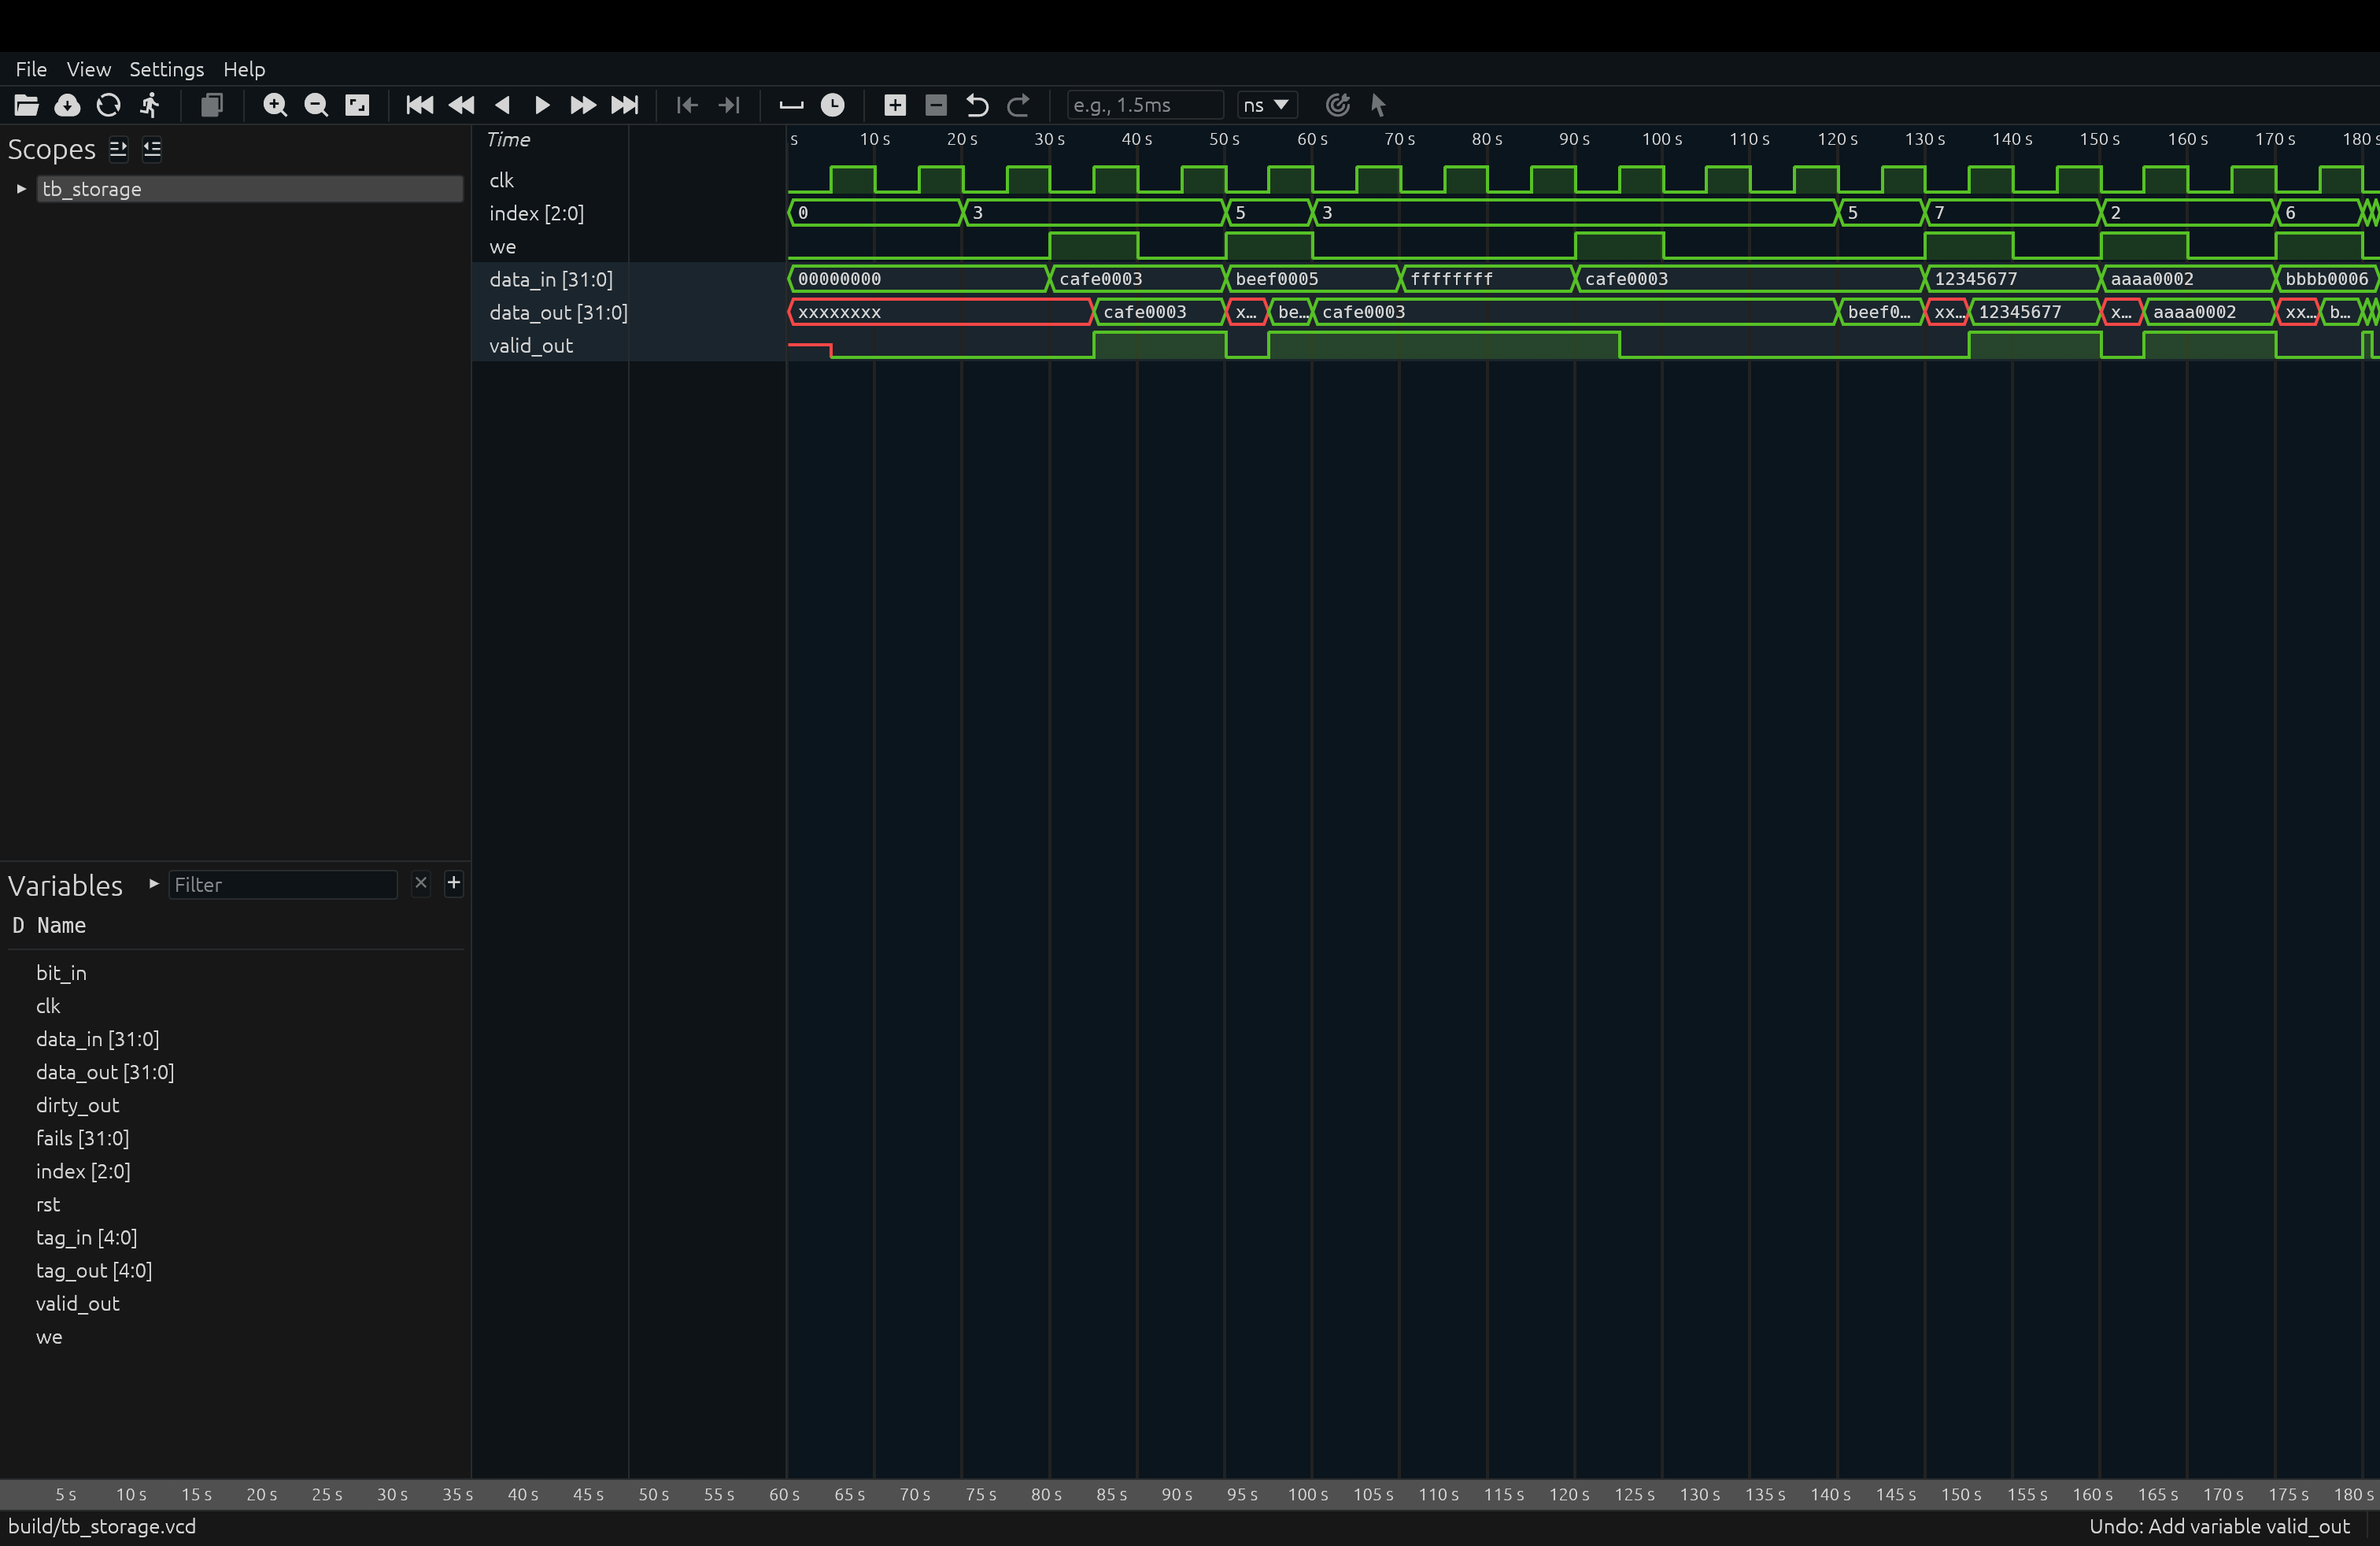 File View Settings Help
e.g., 1.5ms ns
Scopes
tb_storage
Time s 10 s 20 s 30 s 40 s 50 s 60 s 70 s 80 s 90 s 100 s 110 s 120 s 130 s 140 s 150 s 160 s 170 s 180 s
clk
index [2:0] 0 3 5 3 5 7 2 6
we
data_in [31:0] 00000000 cafe0003 beef0005 ffffffff cafe0003 12345677 aaaa0002 bbbb0006
data_out [31:0] xxxxxxxx cafe0003 x… be… cafe0003 beef0… xx… 12345677 x… aaaa0002 xx… b…
valid_out
Variables Filter
D Name
bit_in
clk
data_in [31:0]
data_out [31:0]
dirty_out
fails [31:0]
index [2:0]
rst
tag_in [4:0]
tag_out [4:0]
valid_out
we
5 s 10 s 15 s 20 s 25 s 30 s 35 s 40 s 45 s 50 s 55 s 60 s 65 s 70 s 75 s 80 s 85 s 90 s 95 s 100 s 105 s 110 s 115 s 120 s 125 s 130 s 135 s 140 s 145 s 150 s 155 s 160 s 165 s 170 s 175 s 180 s
build/tb_storage.vcd Undo: Add variable valid_out